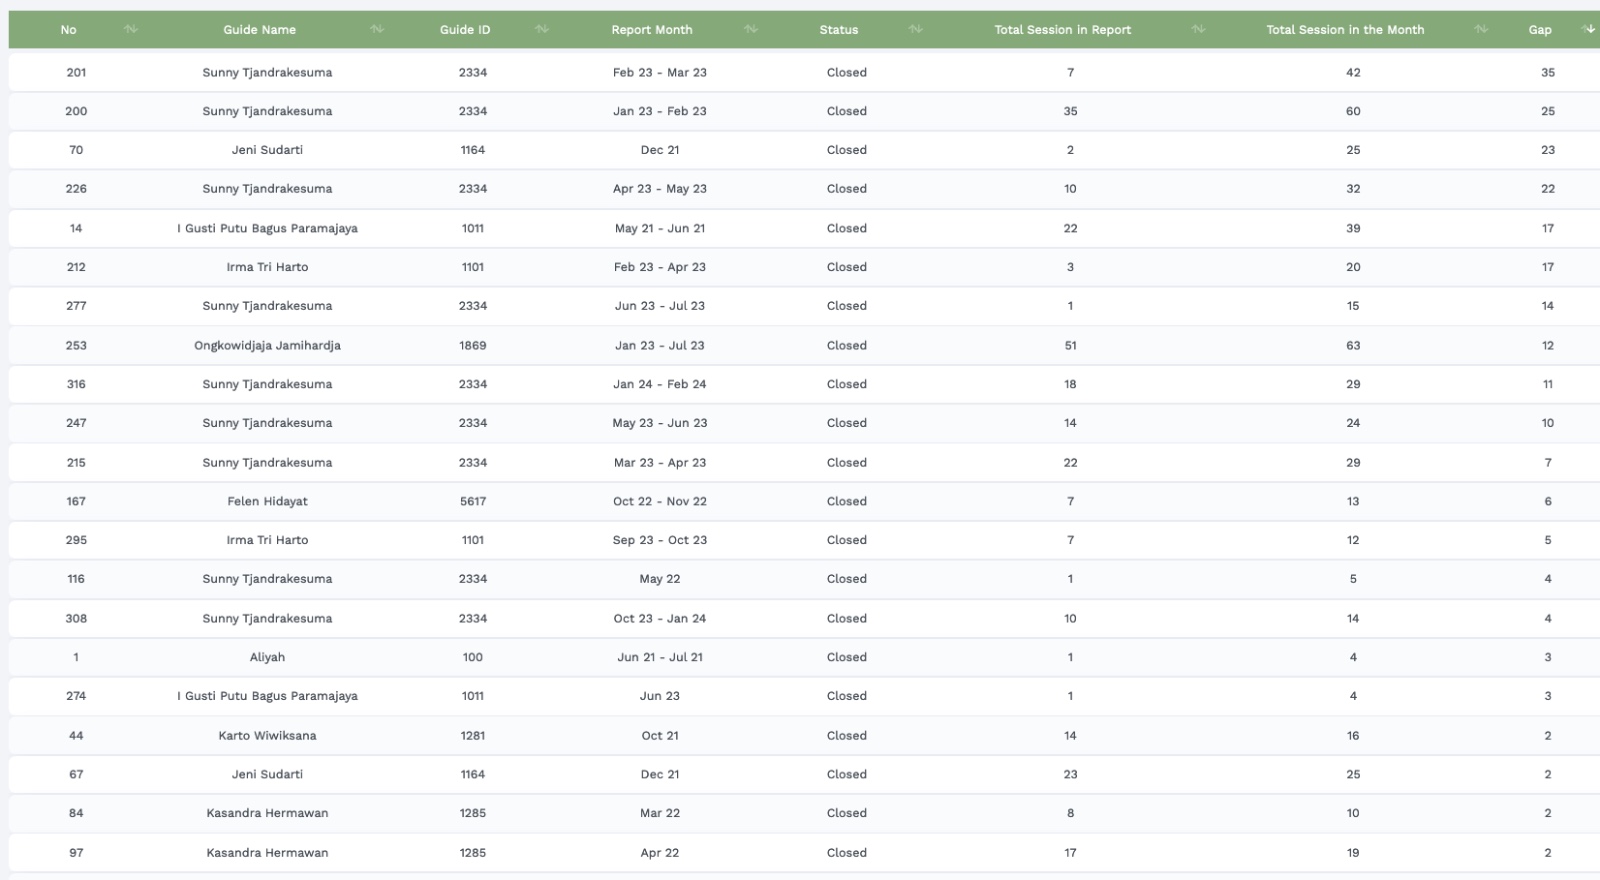 No Guide Name Guide ID Report Month Status Total Session in Report Total Session in the Month Gap
201 Sunny Tjandrakesuma 2334 Feb 23 - Mar 23 Closed 7 42 35
200 Sunny Tjandrakesuma 2334 Jan 23 - Feb 23 Closed 35 60 25
70 Jeni Sudarti 1164 Dec 21 Closed 2 25 23
226 Sunny Tjandrakesuma 2334 Apr 23 - May 23 Closed 10 32 22
14 I Gusti Putu Bagus Paramajaya 1011 May 21 - Jun 21 Closed 22 39 17
212 Irma Tri Harto 1101 Feb 23 - Apr 23 Closed 3 20 17
277 Sunny Tjandrakesuma 2334 Jun 23 - Jul 23 Closed 1 15 14
253 Ongkowidjaja Jamihardja 1869 Jan 23 - Jul 23 Closed 51 63 12
316 Sunny Tjandrakesuma 2334 Jan 24 - Feb 24 Closed 18 29 11
247 Sunny Tjandrakesuma 2334 May 23 - Jun 23 Closed 14 24 10
215 Sunny Tjandrakesuma 2334 Mar 23 - Apr 23 Closed 22 29 7
167 Felen Hidayat 5617 Oct 22 - Nov 22 Closed 7 13 6
295 Irma Tri Harto 1101 Sep 23 - Oct 23 Closed 7 12 5
116 Sunny Tjandrakesuma 2334 May 22 Closed 1 5 4
308 Sunny Tjandrakesuma 2334 Oct 23 - Jan 24 Closed 10 14 4
1 Aliyah 100 Jun 21 - Jul 21 Closed 1 4 3
274 I Gusti Putu Bagus Paramajaya 1011 Jun 23 Closed 1 4 3
44 Karto Wiwiksana 1281 Oct 21 Closed 14 16 2
67 Jeni Sudarti 1164 Dec 21 Closed 23 25 2
84 Kasandra Hermawan 1285 Mar 22 Closed 8 10 2
97 Kasandra Hermawan 1285 Apr 22 Closed 17 19 2